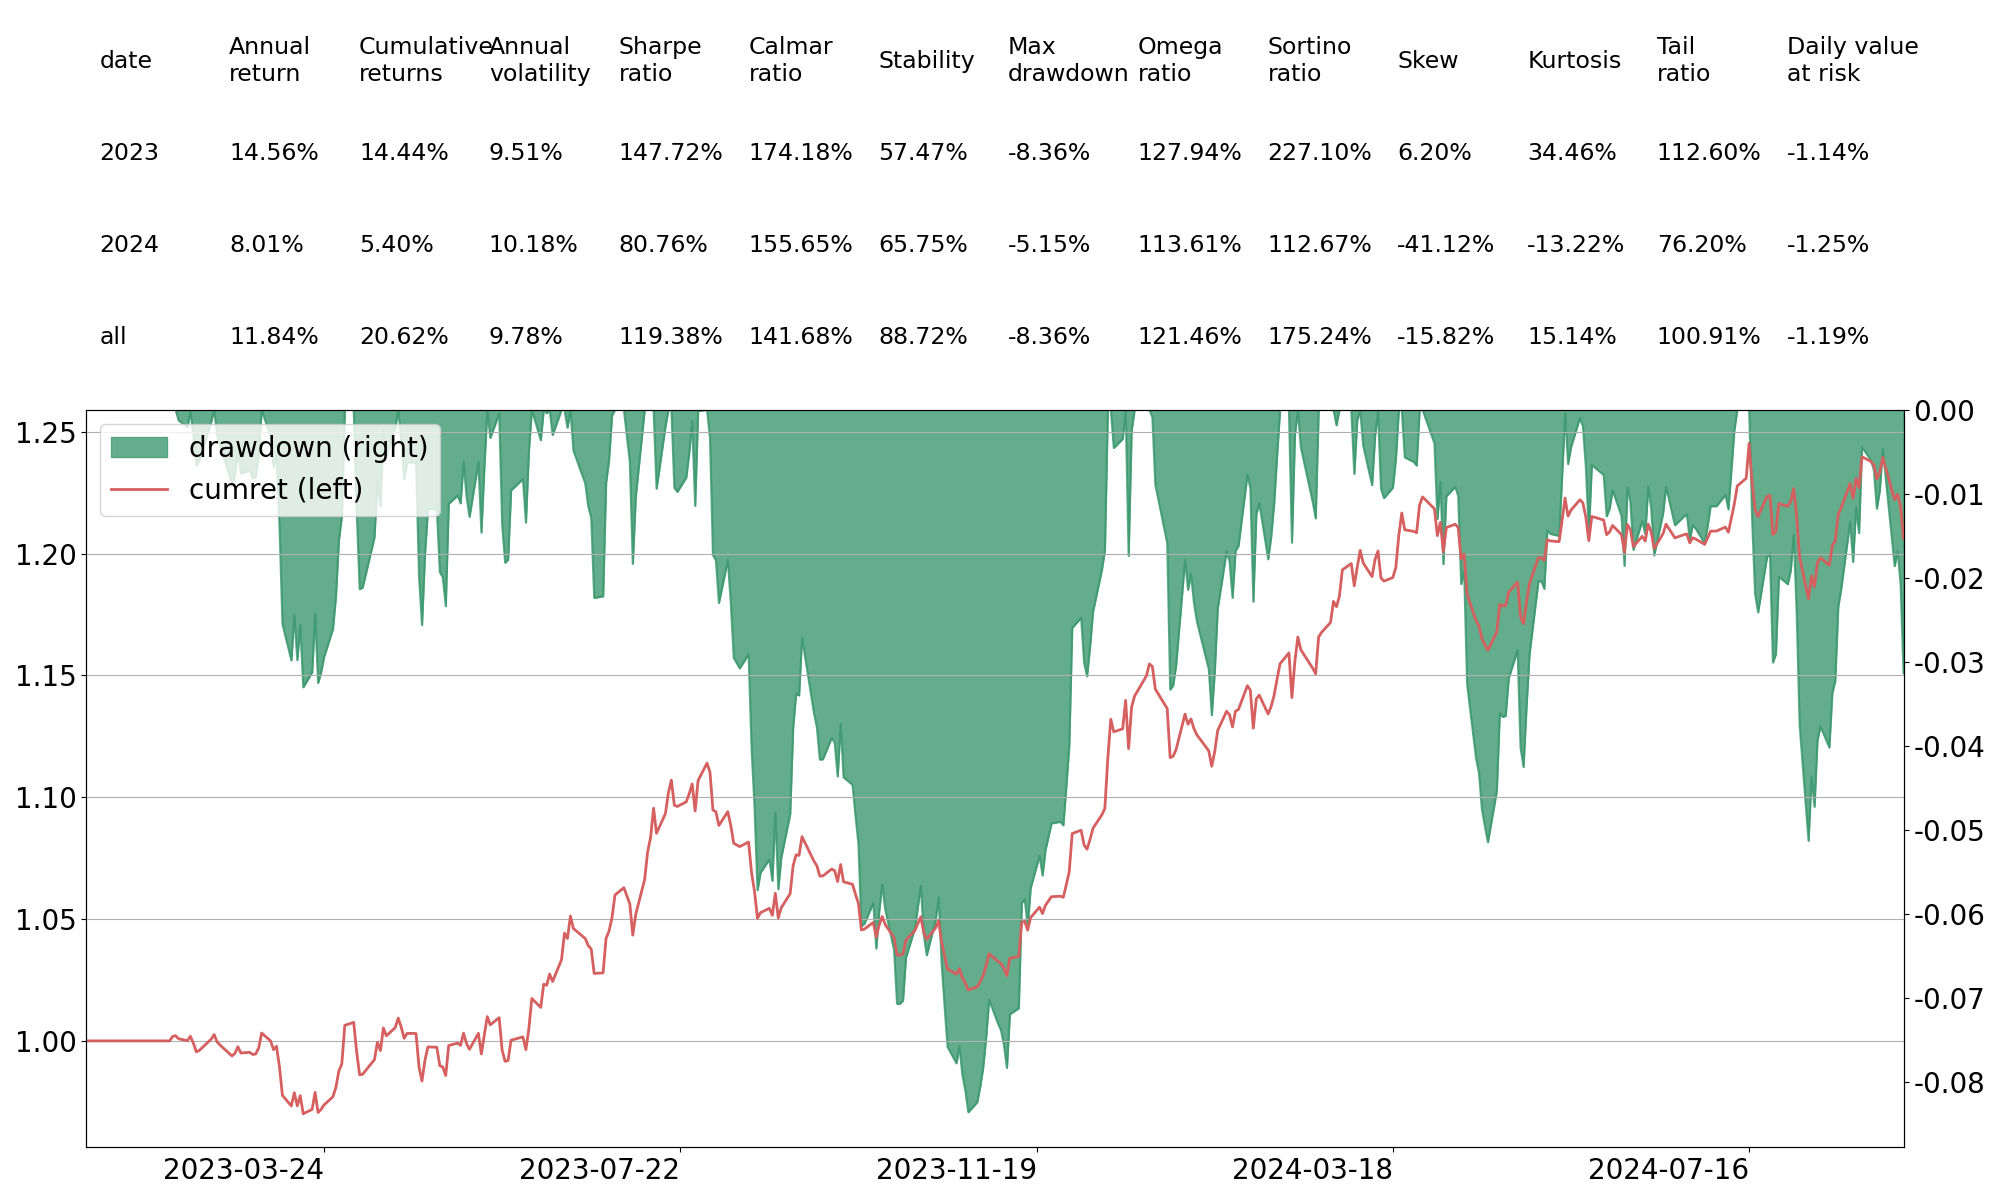 date Annual return Cumulative returns Annual volatility Sharpe ratio Calmar ratio Stability Max drawdown Omega ratio Sortino ratio Skew Kurtosis Tail ratio Daily value at risk
2023 14.56% 14.44% 9.51% 147.72% 174.18% 57.47% -8.36% 127.94% 227.10% 6.20% 34.46% 112.60% -1.14%
2024 8.01% 5.40% 10.18% 80.76% 155.65% 65.75% -5.15% 113.61% 112.67% -41.12% -13.22% 76.20% -1.25%
all 11.84% 20.62% 9.78% 119.38% 141.68% 88.72% -8.36% 121.46% 175.24% -15.82% 15.14% 100.91% -1.19%
drawdown (right)
cumret (left)
1.25
1.20
1.15
1.10
1.05
1.00
0.00
-0.01
-0.02
-0.03
-0.04
-0.05
-0.06
-0.07
-0.08
2023-03-24 2023-07-22 2023-11-19 2024-03-18 2024-07-16